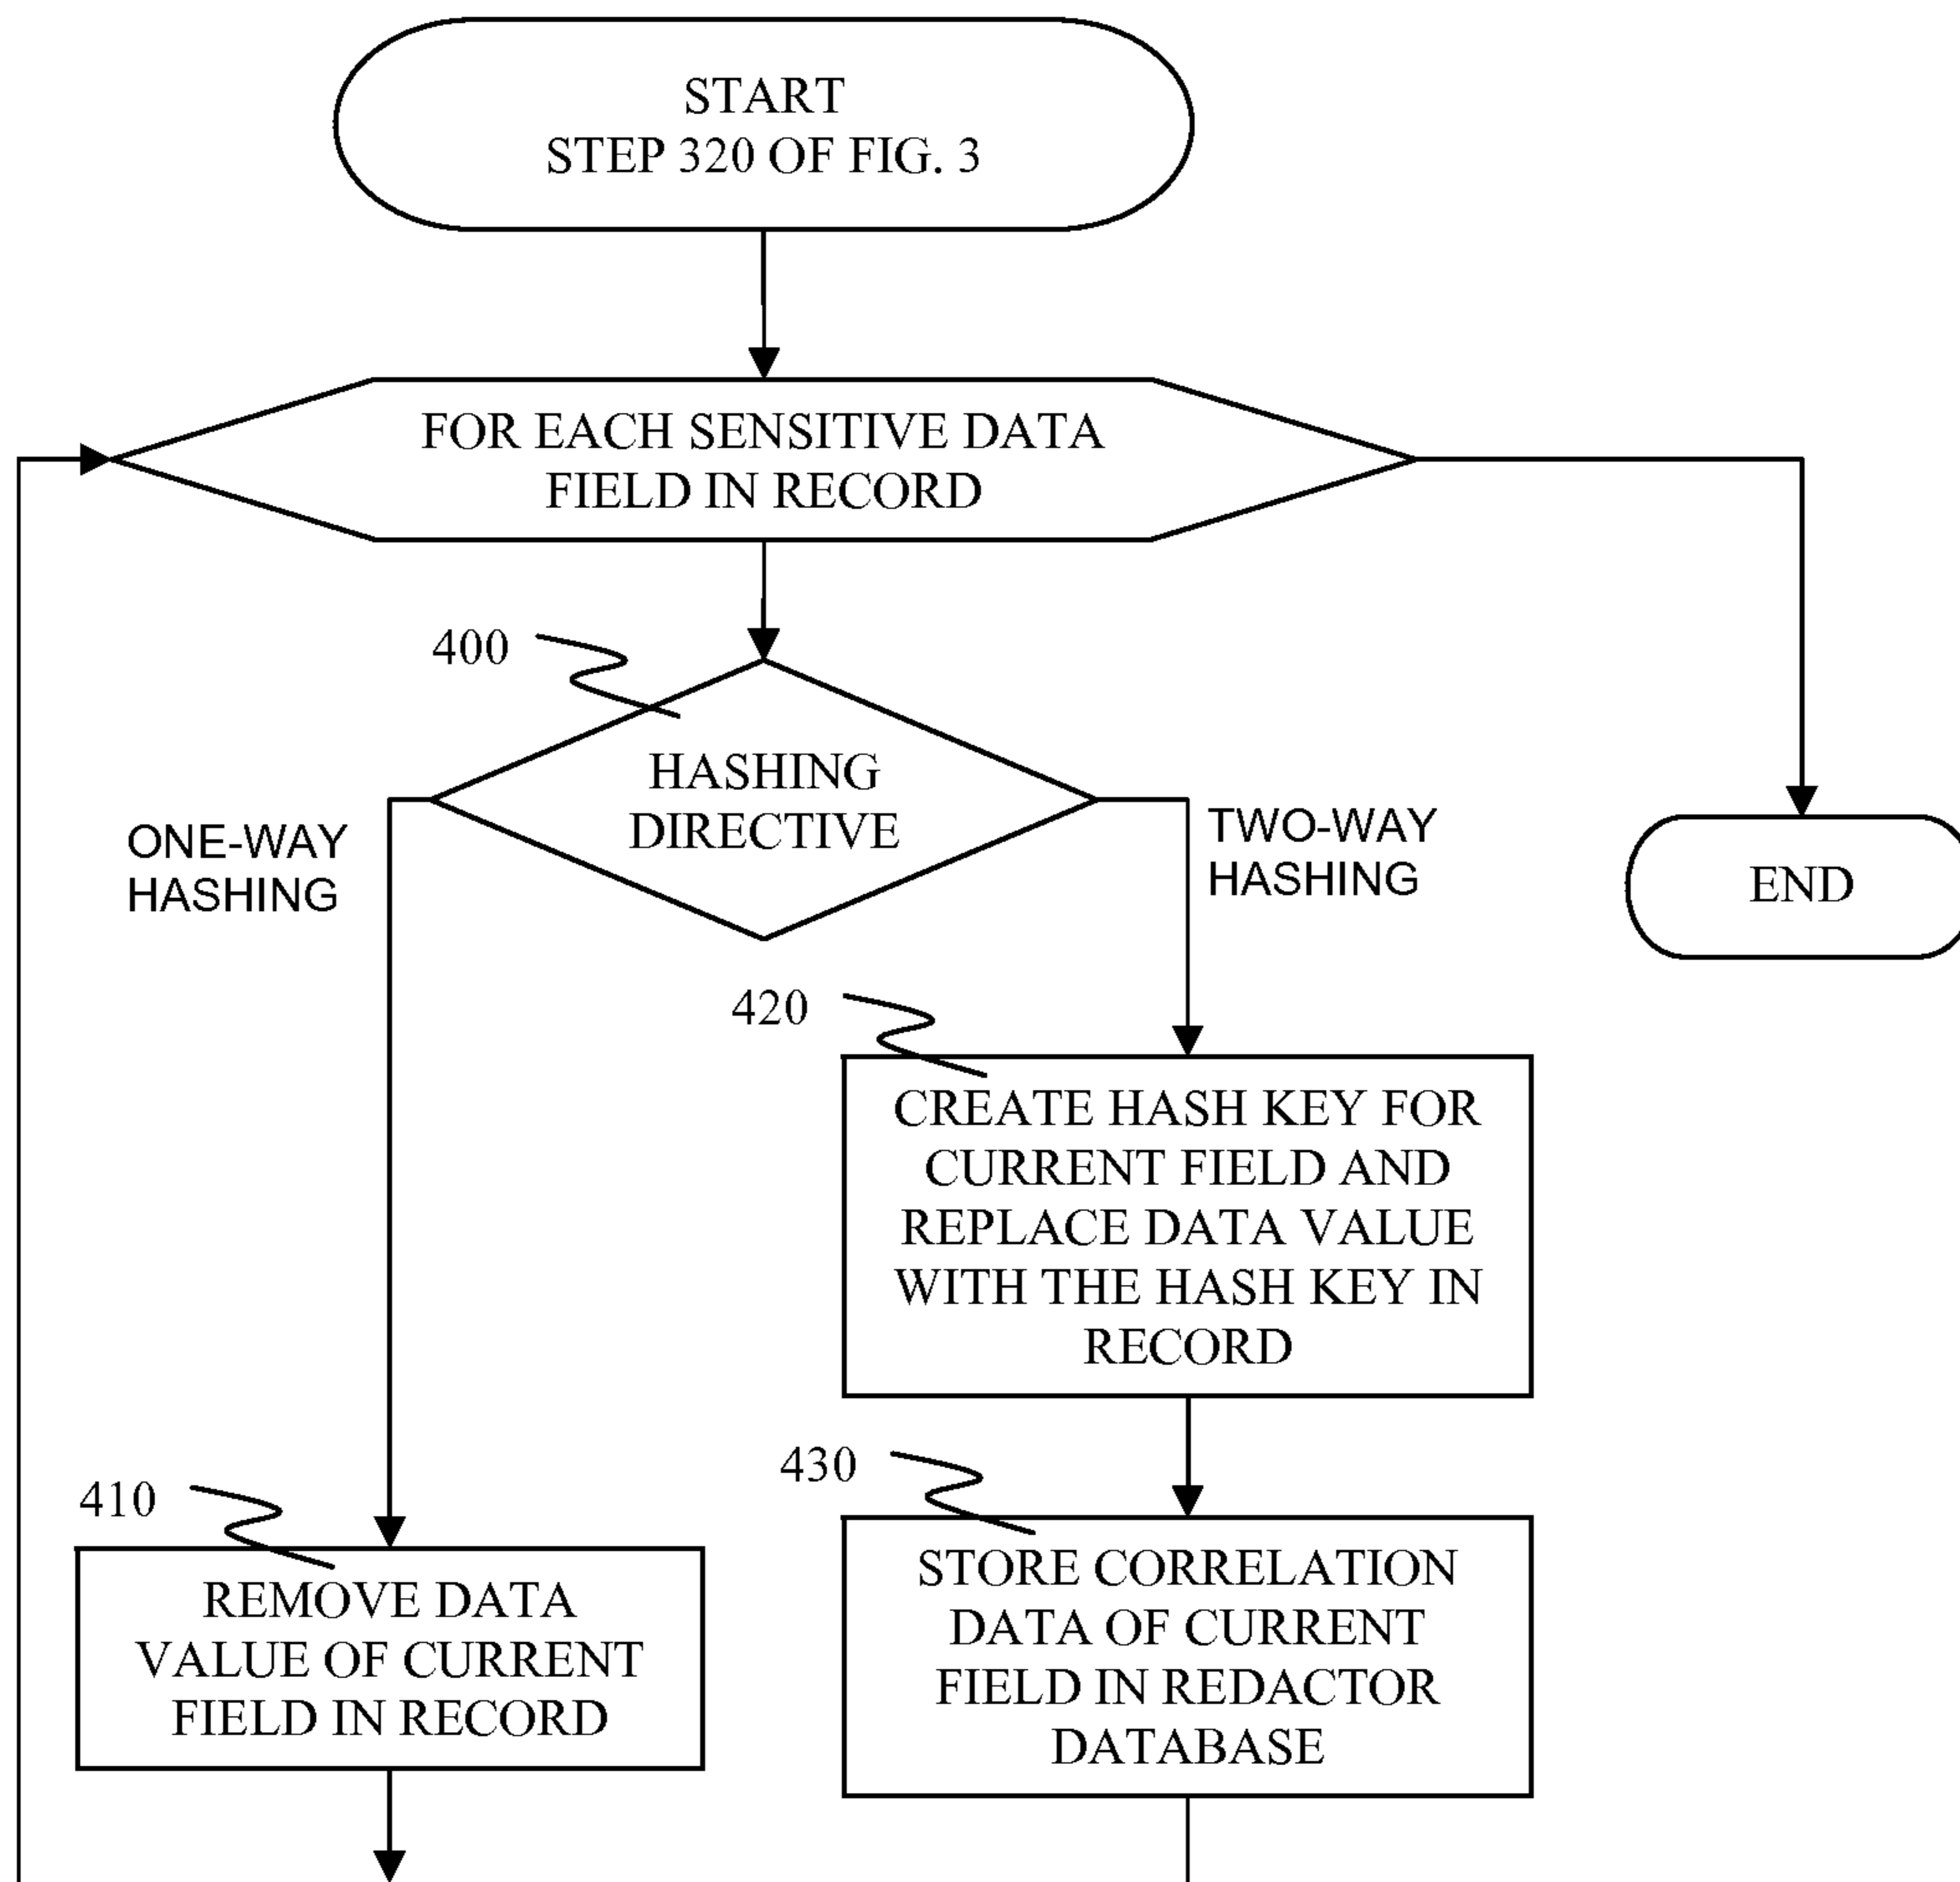 START
STEP 320 OF FIG. 3
FOR EACH SENSITIVE DATA
FIELD IN RECORD
400
HASHING
DIRECTIVE
ONE-WAY
HASHING
TWO-WAY
HASHING
END
420
CREATE HASH KEY FOR
CURRENT FIELD AND
REPLACE DATA VALUE
WITH THE HASH KEY IN
RECORD
410
REMOVE DATA
VALUE OF CURRENT
FIELD IN RECORD
430
STORE CORRELATION
DATA OF CURRENT
FIELD IN REDACTOR
DATABASE